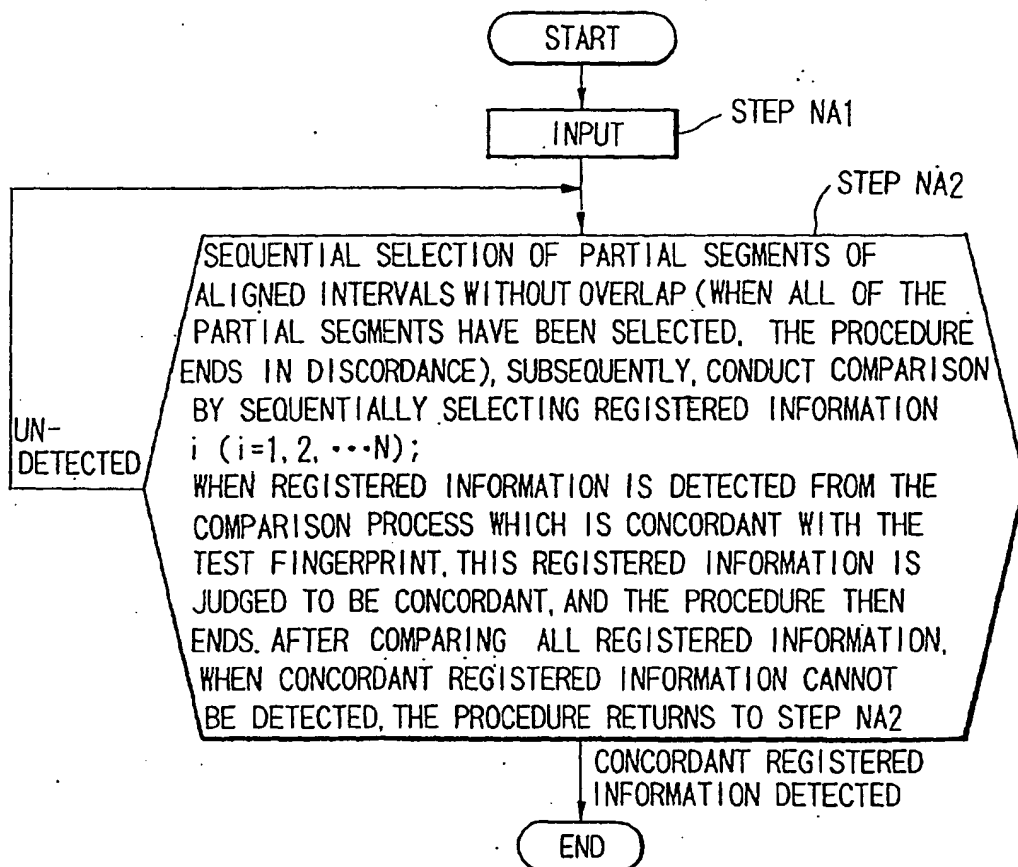 START
INPUT
STEP NA1
STEP NA2
SEQUENTIAL SELECTION OF PARTIAL SEGMENTS OF
ALIGNED INTERVALS WITHOUT OVERLAP (WHEN ALL OF THE
PARTIAL SEGMENTS HAVE BEEN SELECTED. THE PROCEDURE
ENDS IN DISCORDANCE), SUBSEQUENTLY, CONDUCT COMPARISON
BY SEQUENTIALLY SELECTING REGISTERED INFORMATION
i (i=1, 2, ···N);
WHEN REGISTERED INFORMATION IS DETECTED FROM THE
COMPARISON PROCESS WHICH IS CONCORDANT WITH THE
TEST FINGERPRINT, THIS REGISTERED INFORMATION IS
JUDGED TO BE CONCORDANT, AND THE PROCEDURE THEN
ENDS. AFTER COMPARING ALL REGISTERED INFORMATION,
WHEN CONCORDANT REGISTERED INFORMATION CANNOT
BE DETECTED, THE PROCEDURE RETURNS TO STEP NA2
UN-
DETECTED
CONCORDANT REGISTERED
INFORMATION DETECTED
END